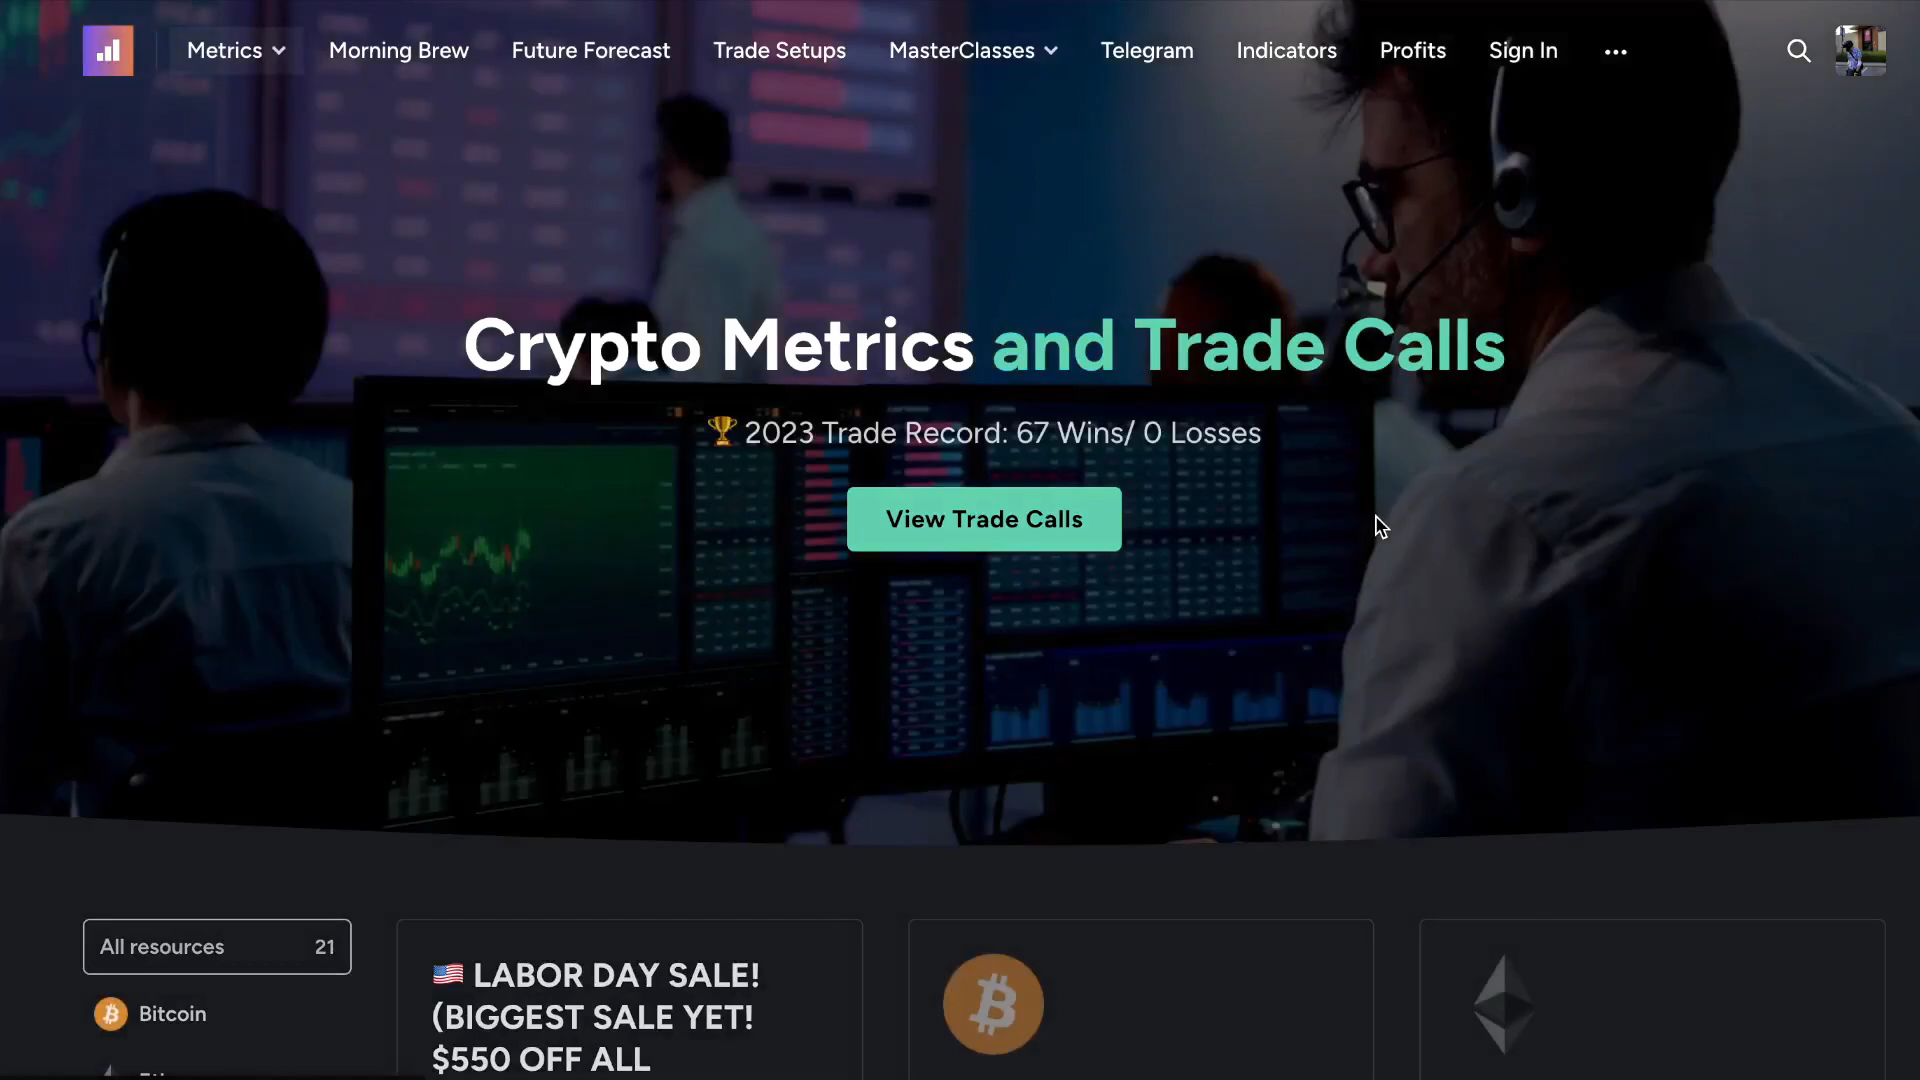 Metrics
Morning Brew
Future Forecast
Trade Setups
MasterClasses
Telegram
Indicators
Profits
Sign In
Crypto Metrics and Trade Calls
🏆 2023 Trade Record: 67 Wins/ 0 Losses
View Trade Calls
All resources 21
Bitcoin
🇺🇸 LABOR DAY SALE!
(BIGGEST SALE YET!
$550 OFF ALL